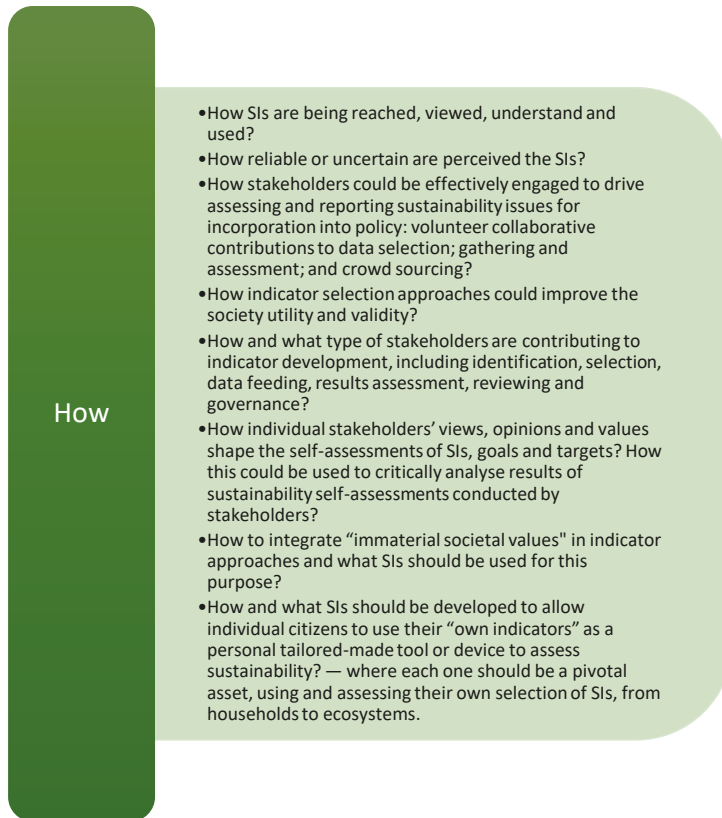 How
•How SIs are being reached, viewed, understand and
used?
•How reliable or uncertain are perceived the SIs?
•How stakeholders could be effectively engaged to drive
assessing and reporting sustainability issues for
incorporation into policy: volunteer collaborative
contributions to data selection; gathering and
assessment; and crowd sourcing?
•How indicator selection approaches could improve the
society utility and validity?
•How and what type of stakeholders are contributing to
indicator development, including identification, selection,
data feeding, results assessment, reviewing and
governance?
•How individual stakeholders’ views, opinions and values
shape the self-assessments of SIs, goals and targets? How
this could be used to critically analyse results of
sustainability self-assessments conducted by
stakeholders?
•How to integrate “immaterial societal values" in indicator
approaches and what SIs should be used for this
purpose?
•How and what SIs should be developed to allow
individual citizens to use their “own indicators” as a
personal tailored-made tool or device to assess
sustainability? — where each one should be a pivotal
asset, using and assessing their own selection of SIs, from
households to ecosystems.